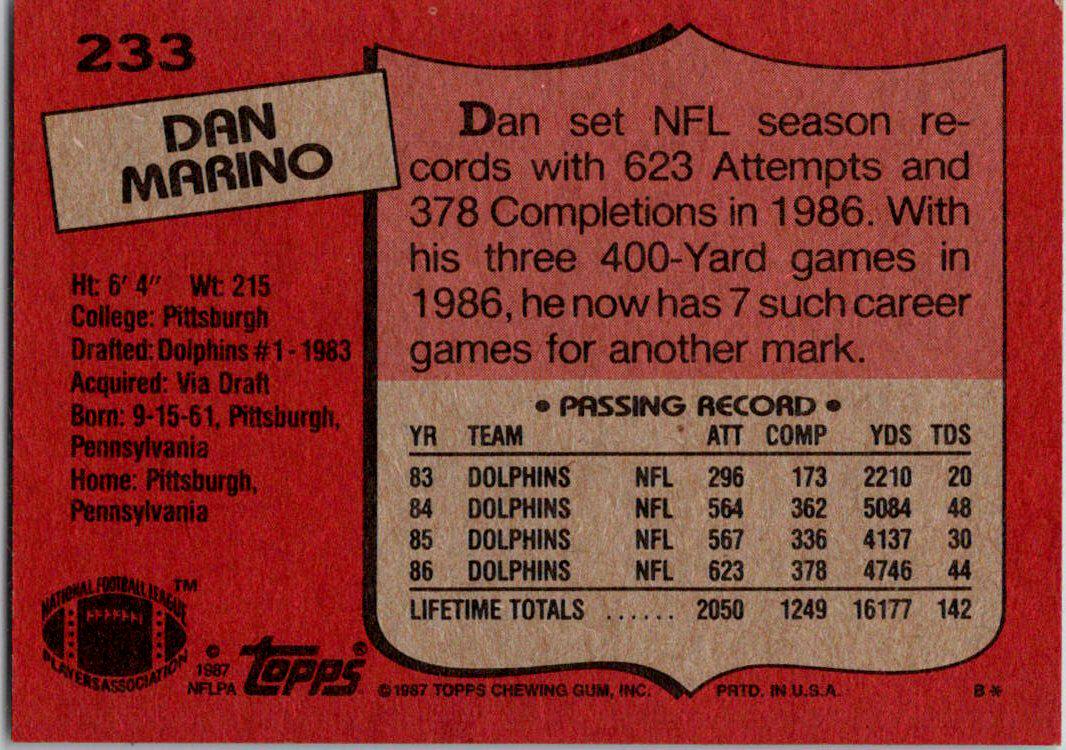 233
DAN
MARINO
Ht: 6' 4" Wt: 215
College: Pittsburgh
Drafted: Dolphins #1 - 1983
Acquired: Via Draft
Born: 9-15-61, Pittsburgh,
Pennsylvania
Home: Pittsburgh,
Pennsylvania
NATIONAL FOOTBALL LEAGUE ™
PLAYERS ASSOCIATION
©
1987
NFLPA
topps®
Dan set NFL season re-
cords with 623 Attempts and
378 Completions in 1986. With
his three 400-Yard games in
1986, he now has 7 such career
games for another mark.
• PASSING RECORD •
YR TEAM ATT COMP YDS TDS
83 DOLPHINS NFL 296 173 2210 20
84 DOLPHINS NFL 564 362 5084 48
85 DOLPHINS NFL 567 336 4137 30
86 DOLPHINS NFL 623 378 4746 44
LIFETIME TOTALS ...... 2050 1249 16177 142
© 1987 TOPPS CHEWING GUM, INC. PRTD. IN U.S.A. B*